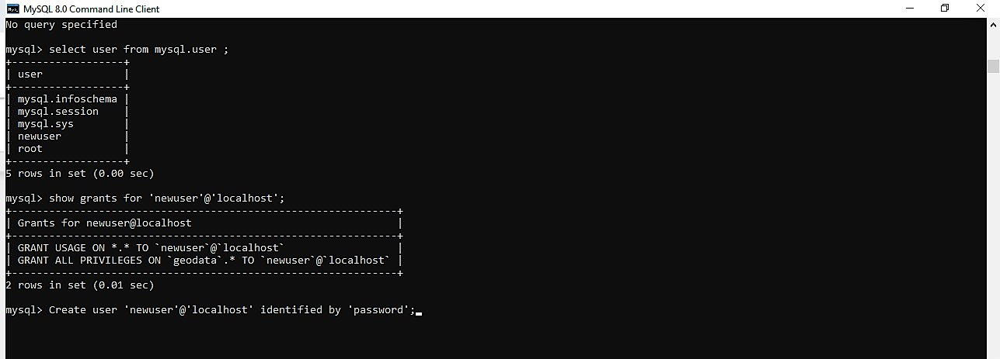 MySQL 8.0 Command Line Client
No query specified
mysql> select user from mysql.user ;
+------------------+
| user             |
+------------------+
| mysql.infoschema |
| mysql.session    |
| mysql.sys        |
| newuser          |
| root             |
+------------------+
5 rows in set (0.00 sec)
mysql> show grants for 'newuser'@'localhost';
+--------------------------------------------------------------+
| Grants for newuser@localhost                                 |
+--------------------------------------------------------------+
| GRANT USAGE ON *.* TO `newuser`@`localhost`                  |
| GRANT ALL PRIVILEGES ON `geodata`.* TO `newuser`@`localhost` |
+--------------------------------------------------------------+
2 rows in set (0.01 sec)
mysql> Create user 'newuser'@'localhost' identified by 'password';